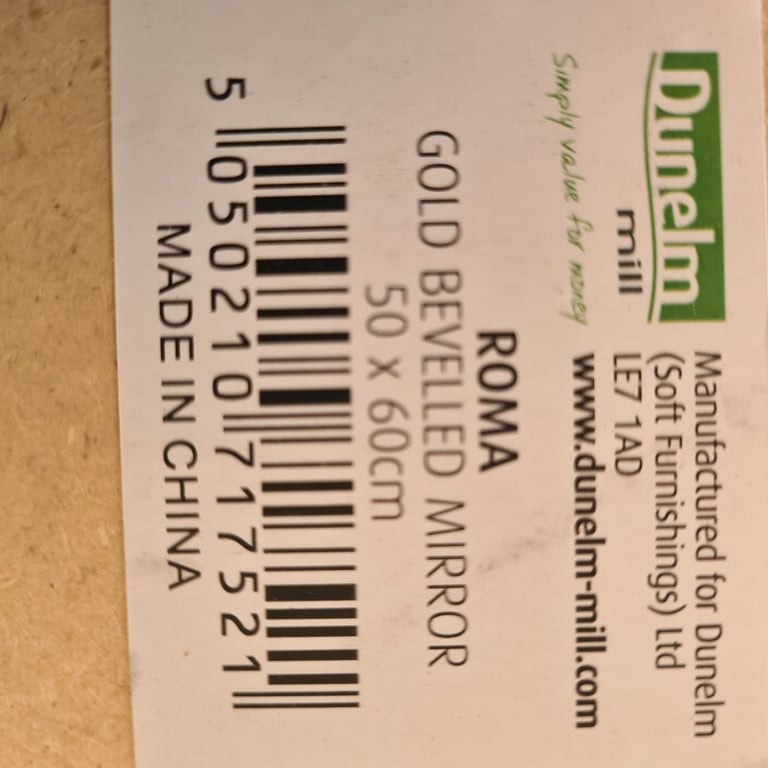 Dunelm
mill
Simply value for money
Manufactured for Dunelm
(Soft Furnishings) Ltd
LE7 1AD
www.dunelm-mill.com
ROMA
GOLD BEVELLED MIRROR
50 x 60cm
5 050210 717521
MADE IN CHINA